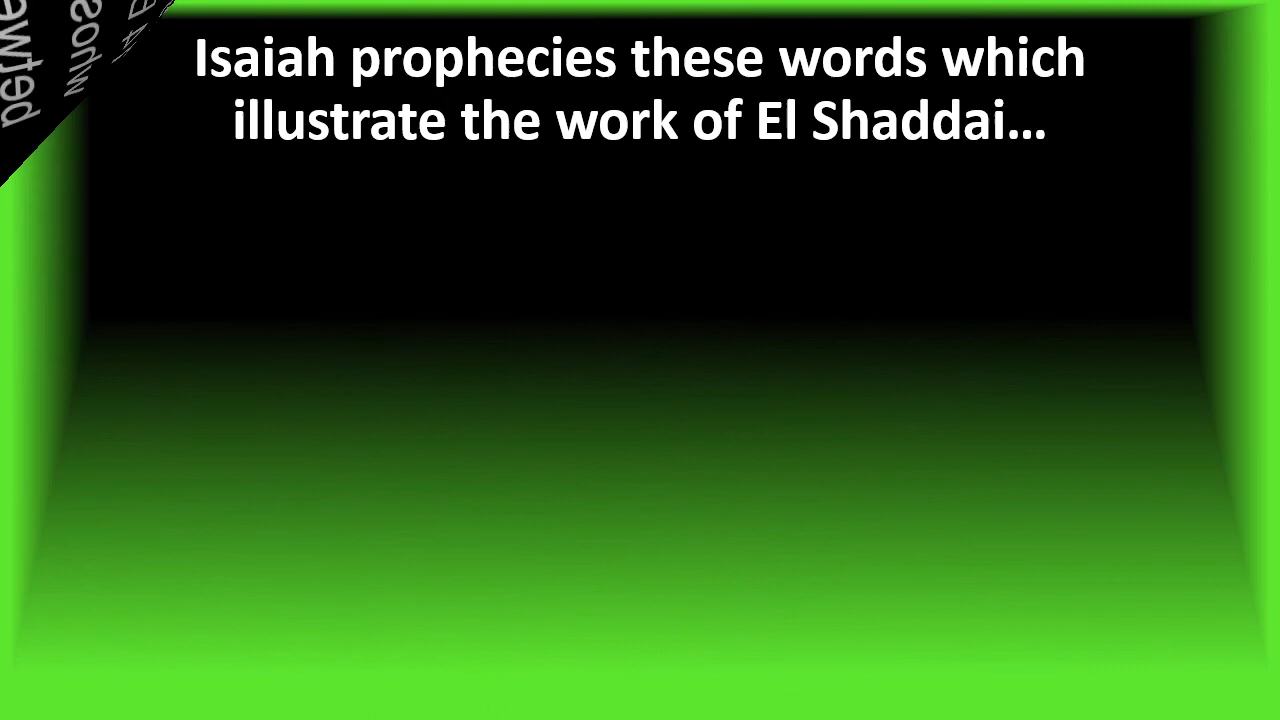 Isaiah prophecies these words which
illustrate the work of El Shaddai...